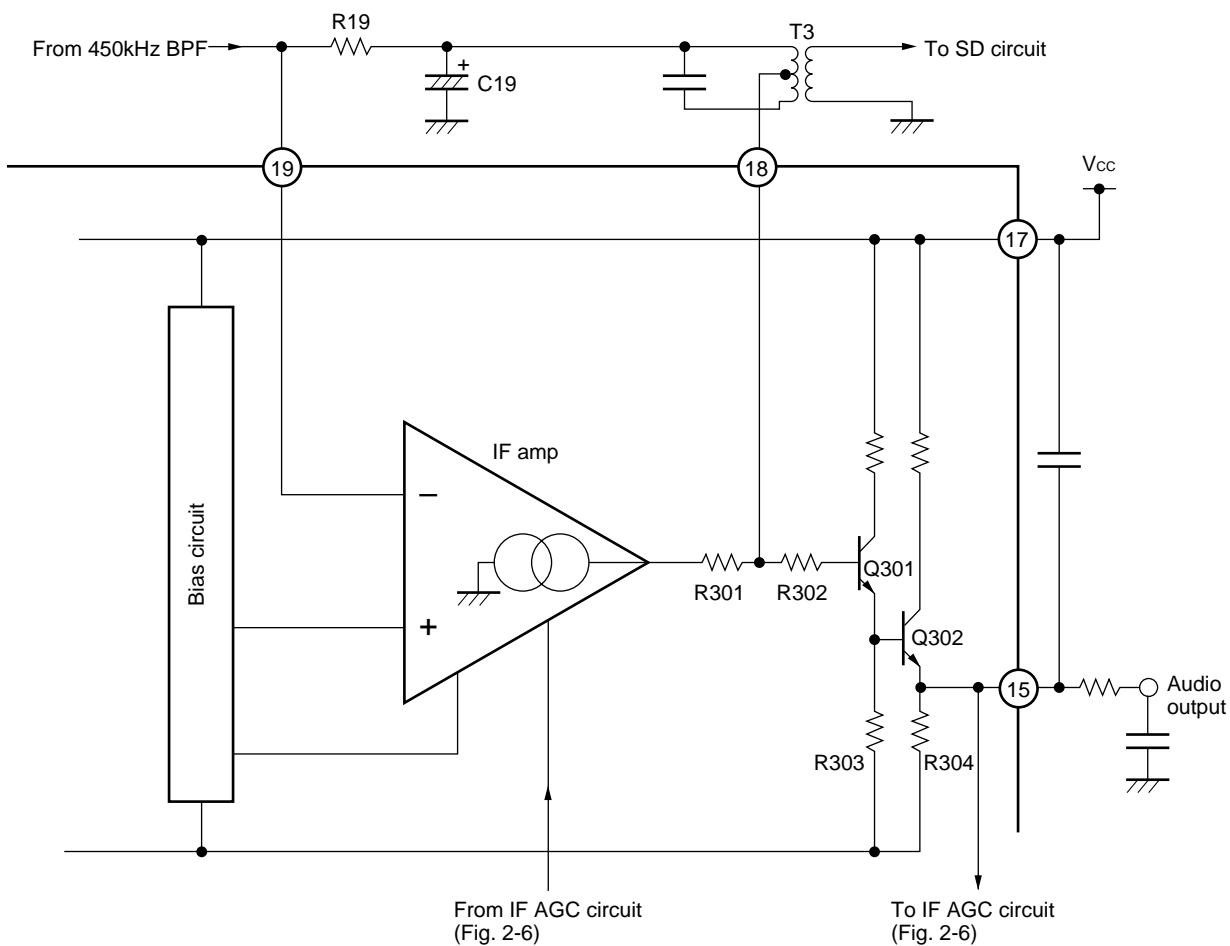 R19
T3
From 450kHz BPF
To SD circuit
+
C19
19
18
VCC
17
IF amp
−
Bias circuit
Q301
R301
R302
+
Q302
15
Audio
output
R303
R304
From IF AGC circuit
(Fig. 2-6)
To IF AGC circuit
(Fig. 2-6)